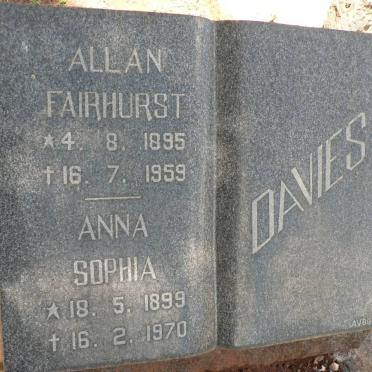 ALLAN
FAIRHURST
★4. 8. 1895
†16. 7. 1959
ANNA
SOPHIA
★18. 5. 1899
†16. 2. 1970
DAVIES